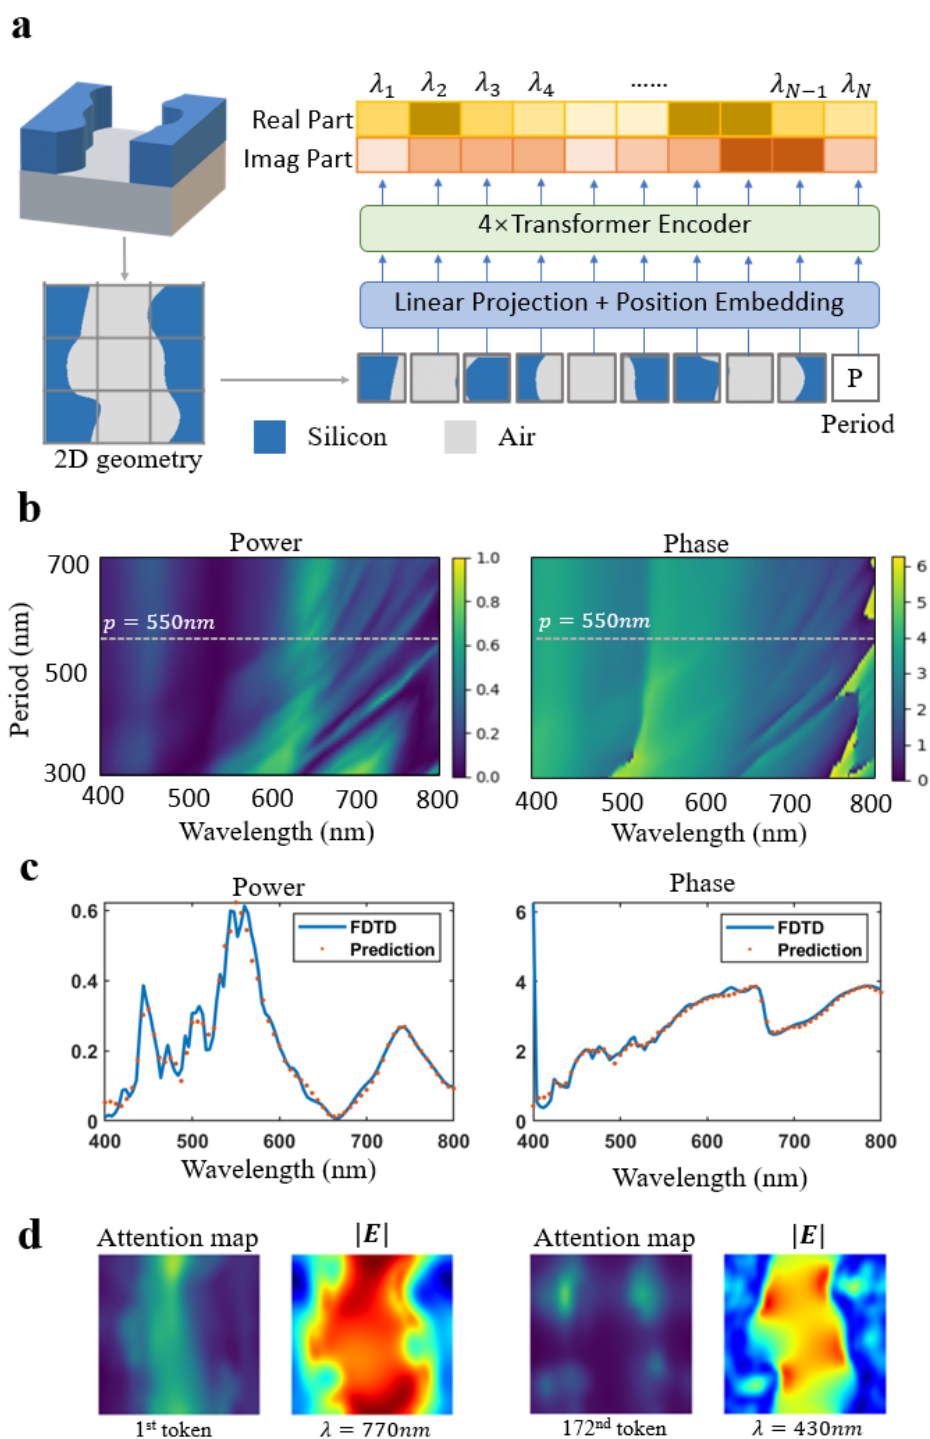 a
λ₁ λ₂ λ₃ λ₄ ...... λ_{N−1} λ_N
Real Part
Imag Part
4×Transformer Encoder
Linear Projection + Position Embedding
P
Period
Silicon
Air
2D geometry
b
Power
700
500
300
Period (nm)
p = 550nm
400 500 600 700 800
Wavelength (nm)
1.0
0.8
0.6
0.4
0.2
0.0
Phase
p = 550nm
400 500 600 700 800
Wavelength (nm)
6
5
4
3
2
1
0
c
Power
0.6
0.4
0.2
0
FDTD
Prediction
400 500 600 700 800
Wavelength (nm)
Phase
6
4
2
0
FDTD
Prediction
400 500 600 700 800
Wavelength (nm)
d
Attention map
|E|
Attention map
|E|
1st token
λ = 770nm
172nd token
λ = 430nm